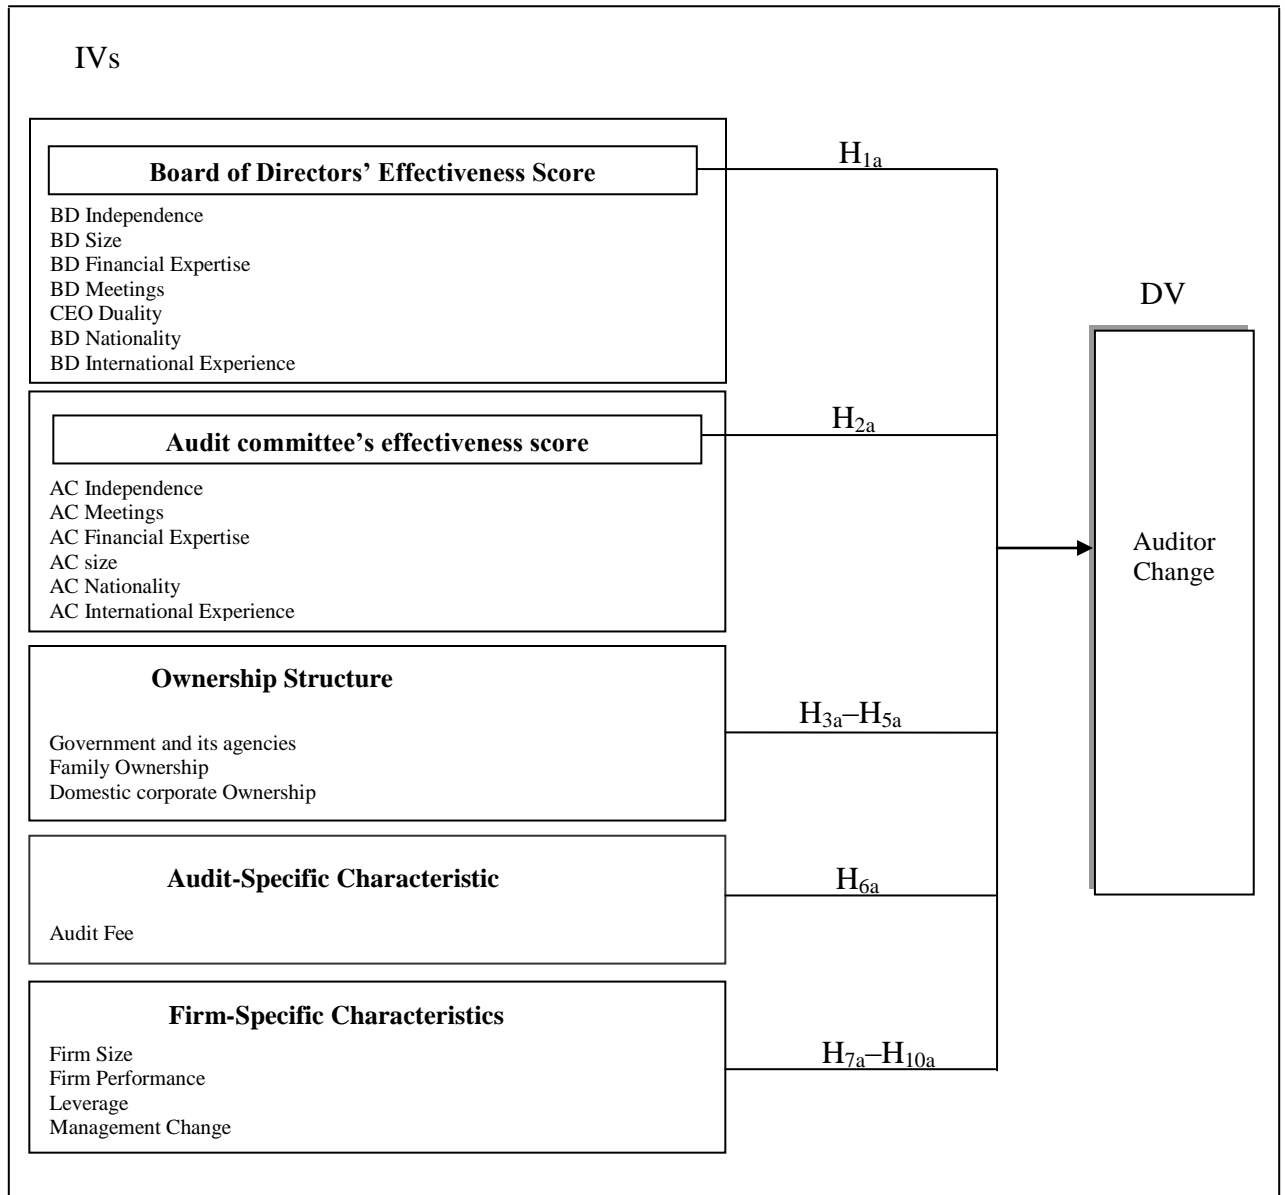 IVs
Board of Directors’ Effectiveness Score
H1a
BD Independence
BD Size
BD Financial Expertise
BD Meetings
CEO Duality
BD Nationality
BD International Experience
DV
Audit committee’s effectiveness score
H2a
AC Independence
AC Meetings
AC Financial Expertise
AC size
AC Nationality
AC International Experience
Auditor
Change
Ownership Structure
H3a–H5a
Government and its agencies
Family Ownership
Domestic corporate Ownership
Audit-Specific Characteristic
H6a
Audit Fee
Firm-Specific Characteristics
H7a–H10a
Firm Size
Firm Performance
Leverage
Management Change